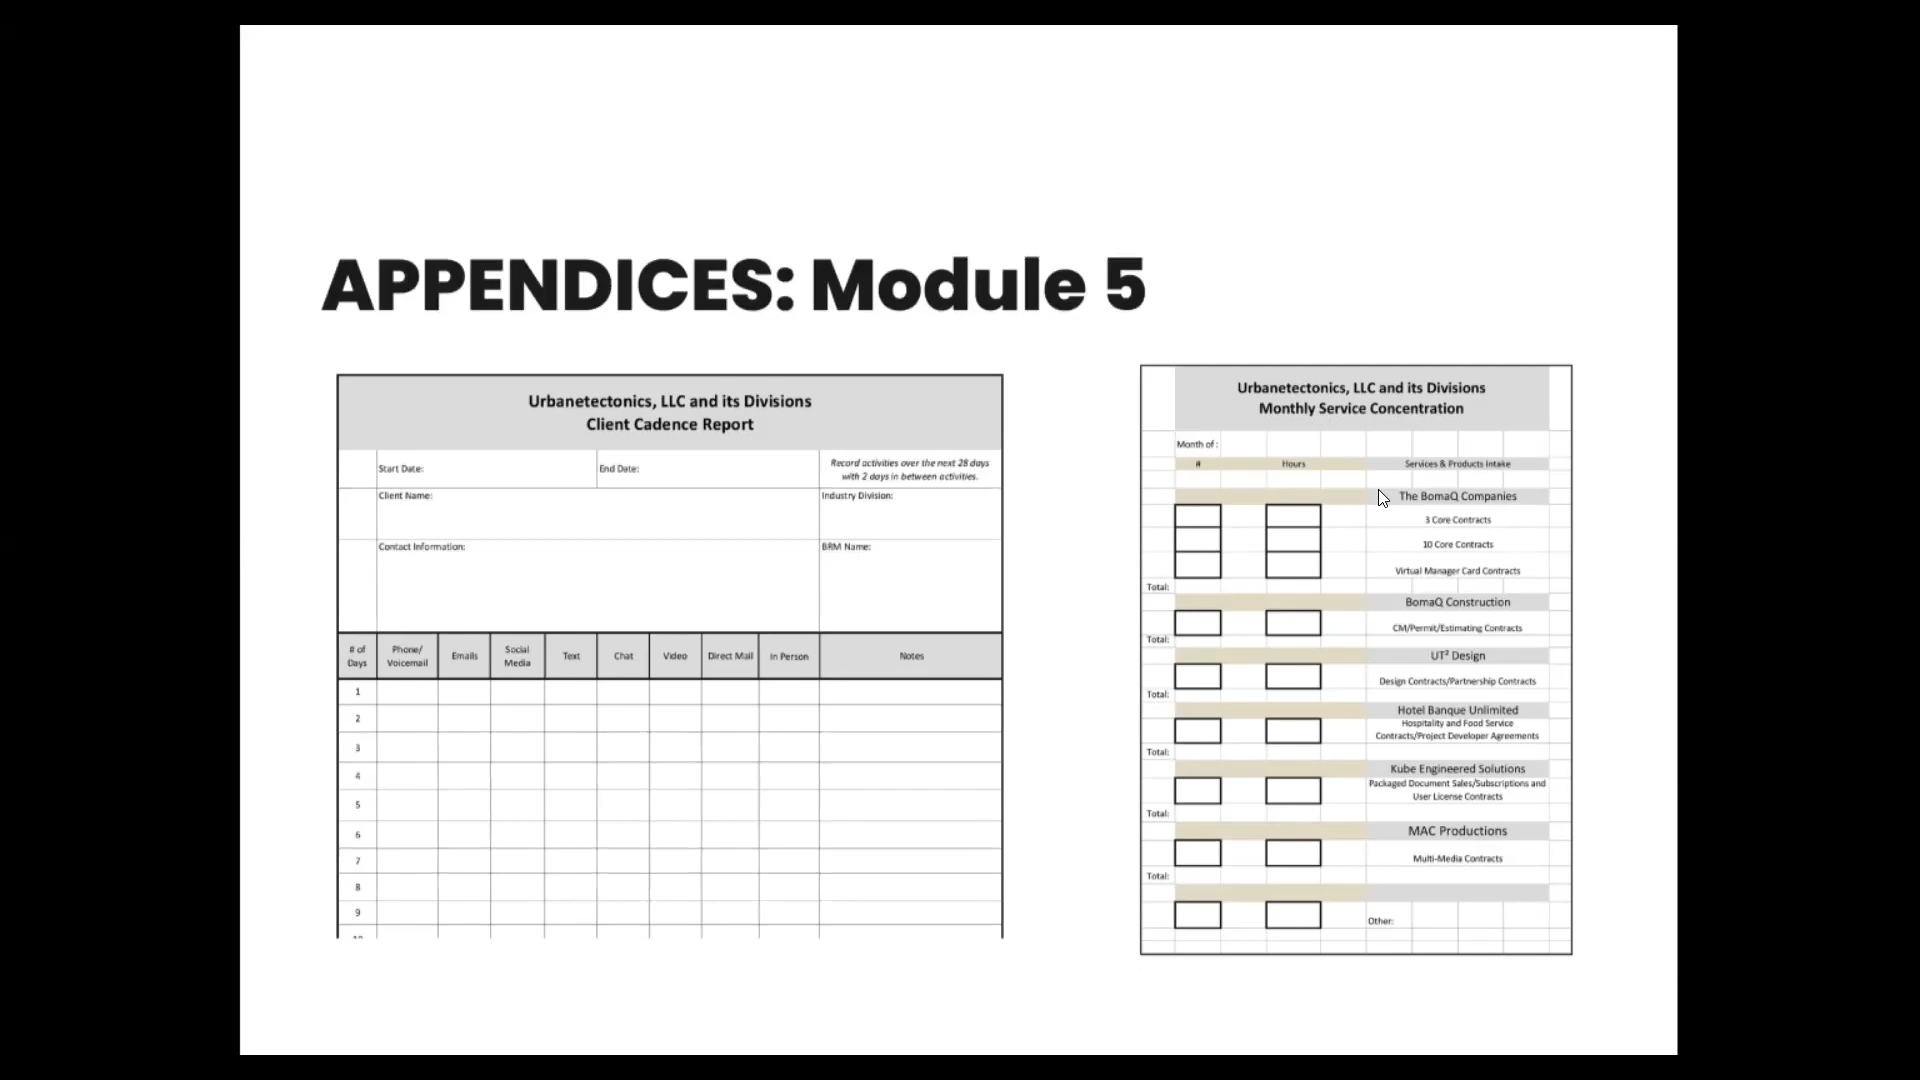 APPENDICES: Module 5
Urbanetectonics, LLC and its Divisions
Client Cadence Report
Start Date:
End Date:
Record activities over the next 28 days
with 2 days in between activities.
Client Name:
Industry Division:
Contact Information:
BRM Name:
# of
Days
Phone/
Voicemail
Emails
Social
Media
Text
Chat
Video
Direct Mail
In Person
Notes
1
2
3
4
5
6
7
8
9
Urbanetectonics, LLC and its Divisions
Monthly Service Concentration
Month of :
#
Hours
Services & Products Intake
The BomaQ Companies
3 Core Contracts
10 Core Contracts
Virtual Manager Card Contracts
Total:
BomaQ Construction
CM/Permit/Estimating Contracts
Total:
UT² Design
Design Contracts/Partnership Contracts
Total:
Hotel Banque Unlimited
Hospitality and Food Service
Contracts/Project Developer Agreements
Total:
Kube Engineered Solutions
Packaged Document Sales/Subscriptions and
User License Contracts
Total:
MAC Productions
Multi-Media Contracts
Total:
Other: